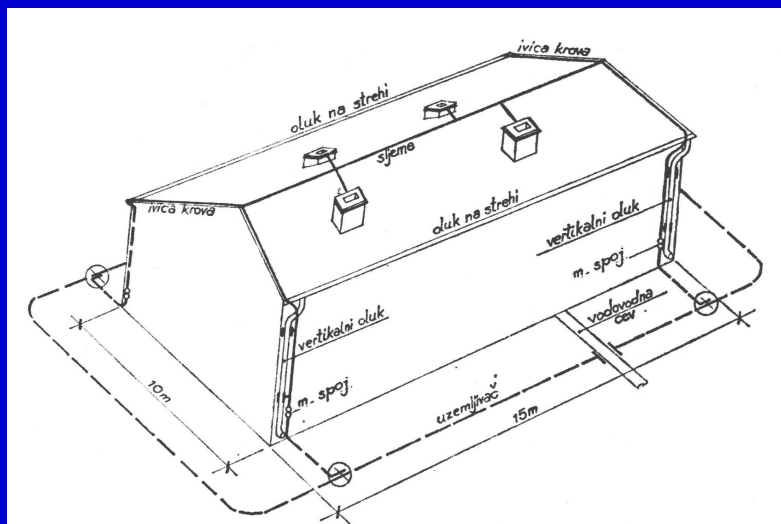 ivica krova
oluk na strehi
sljeme
ivica krova
oluk na strehi
vertikalni oluk
m. spoj
vodovodna
cev
vertikalni oluk
m. spoj
10m
uzemljivač
15m